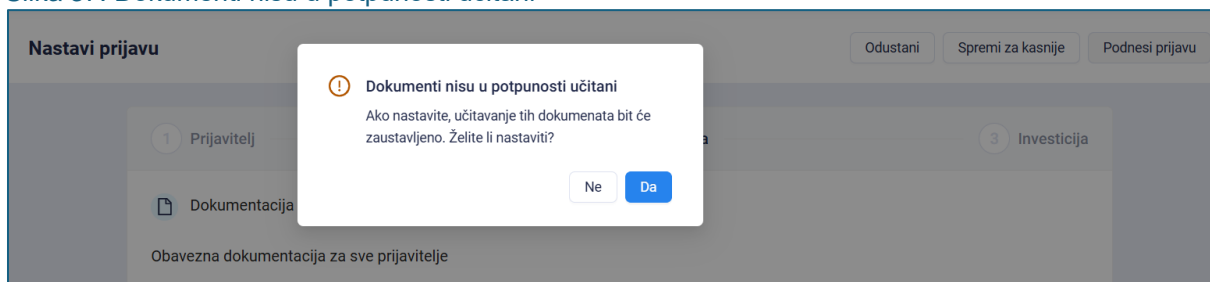 Nastavi prijavu
Odustani
Spremi za kasnije
Podnesi prijavu
Dokumenti nisu u potpunosti učitani
Ako nastavite, učitavanje tih dokumenata bit će
zaustavljeno. Želite li nastaviti?
Ne
Da
1 Prijavitelj
a
3 Investicija
Dokumentacija
Obavezna dokumentacija za sve prijavitelje